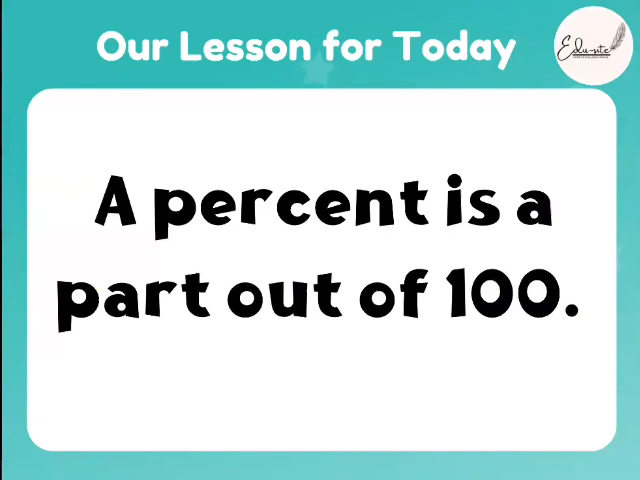 Our Lesson for Today
Edu-site
A percent is a
part out of 100.